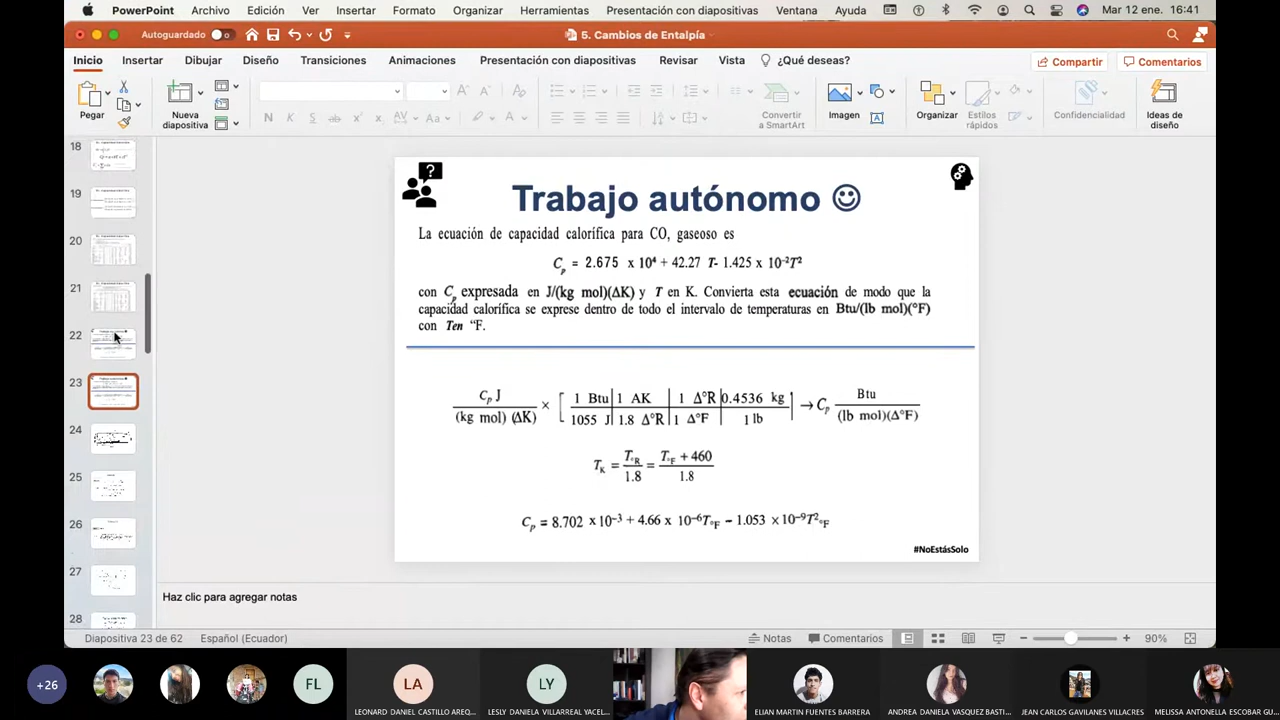 PowerPoint Archivo Edición Ver Insertar Formato Organizar Herramientas Presentación con diapositivas Ventana Ayuda Mar 12 ene. 16:41
Autoguardado 5. Cambios de Entalpía
Inicio Insertar Dibujar Diseño Transiciones Animaciones Presentación con diapositivas Revisar Vista ¿Qué deseas? Compartir Comentarios
Pegar Nueva diapositiva Convertir a SmartArt Imagen Organizar Estilos rápidos Confidencialidad Ideas de diseño
18
19
20
21
22
23
24
25
26
27
28
Trabajo autónomo
La ecuación de capacidad calorífica para CO, gaseoso es
Cp = 2.675 x 10⁴ + 42.27 T- 1.425 x 10⁻²T²
con Cp expresada en J/(kg mol)(ΔK) y T en K. Convierta esta ecuación de modo que la
capacidad calorífica se exprese dentro de todo el intervalo de temperaturas en Btu/(lb mol)(°F)
con Ten °F.
Cp J / (kg mol) (ΔK) × [ 1 Btu / 1055 J | 1 AK / 1.8 Δ°R | 1 Δ°R / 1 Δ°F | 0.4536 kg / 1 lb ] → Cp Btu / (lb mol)(Δ°F)
T_K = T_°R / 1.8 = T_°F + 460 / 1.8
Cp = 8.702 x 10⁻³ + 4.66 x 10⁻⁶T_°F − 1.053 × 10⁻⁹T²_°F
#NoEstásSolo
Haz clic para agregar notas
Diapositiva 23 de 62 Español (Ecuador) Notas Comentarios 90%
+26 FL LA LY
LEONARD DANIEL CASTILLO AREQ... LESLY DANIELA VILLARREAL YACEL... ELIAN MARTIN FUENTES BARRERA ANDREA DANIELA VASQUEZ BASTI... JEAN CARLOS GAVILANES VILLACRES MELISSA ANTONELLA ESCOBAR GU...